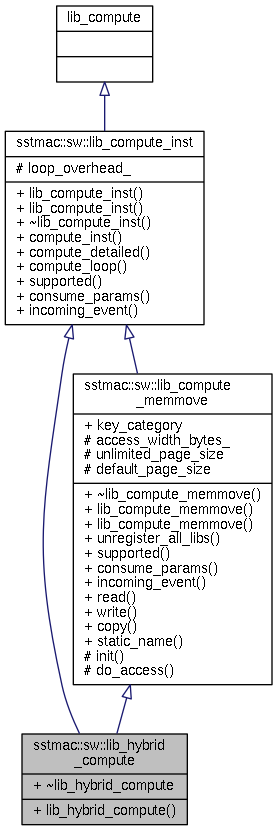 lib_compute
sstmac::sw::lib_compute_inst
# loop_overhead_
+ lib_compute_inst()
+ lib_compute_inst()
+ ~lib_compute_inst()
+ compute_inst()
+ compute_detailed()
+ compute_loop()
+ supported()
+ consume_params()
+ incoming_event()
sstmac::sw::lib_compute
_memmove
+ key_category
# access_width_bytes_
# unlimited_page_size
# default_page_size
+ ~lib_compute_memmove()
+ lib_compute_memmove()
+ lib_compute_memmove()
+ unregister_all_libs()
+ supported()
+ consume_params()
+ incoming_event()
+ read()
+ write()
+ copy()
+ static_name()
# init()
# do_access()
sstmac::sw::lib_hybrid
_compute
+ ~lib_hybrid_compute
+ lib_hybrid_compute()